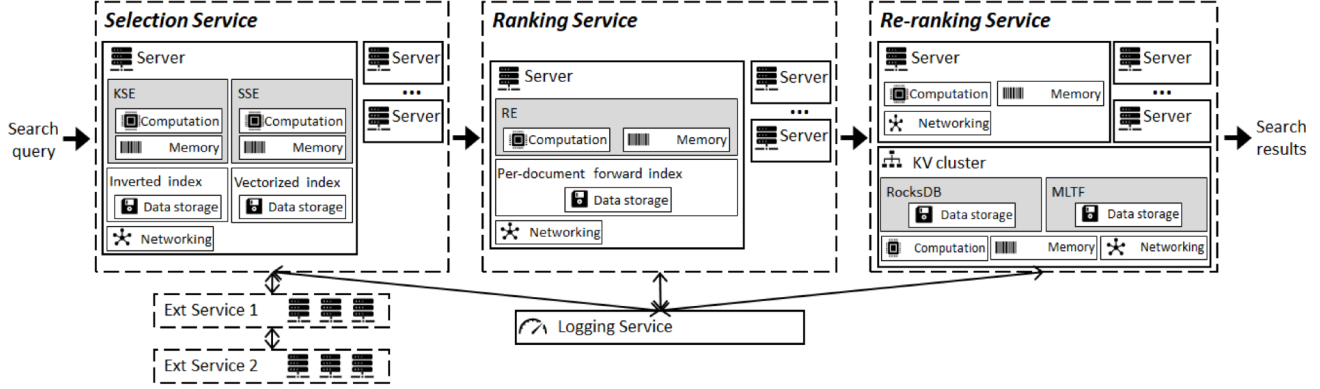 Search
query
Selection Service
Server
KSE
Computation
Memory
SSE
Computation
Memory
Inverted index
Data storage
Vectorized index
Data storage
Networking
Server
...
Server
Ranking Service
Server
RE
Computation
Memory
Per-document forward index
Data storage
Networking
Server
...
Server
Re-ranking Service
Server
Computation
Memory
Networking
Server
...
Server
KV cluster
RocksDB
Data storage
MLTF
Data storage
Computation
Memory
Networking
Search
results
Ext Service 1
Ext Service 2
Logging Service